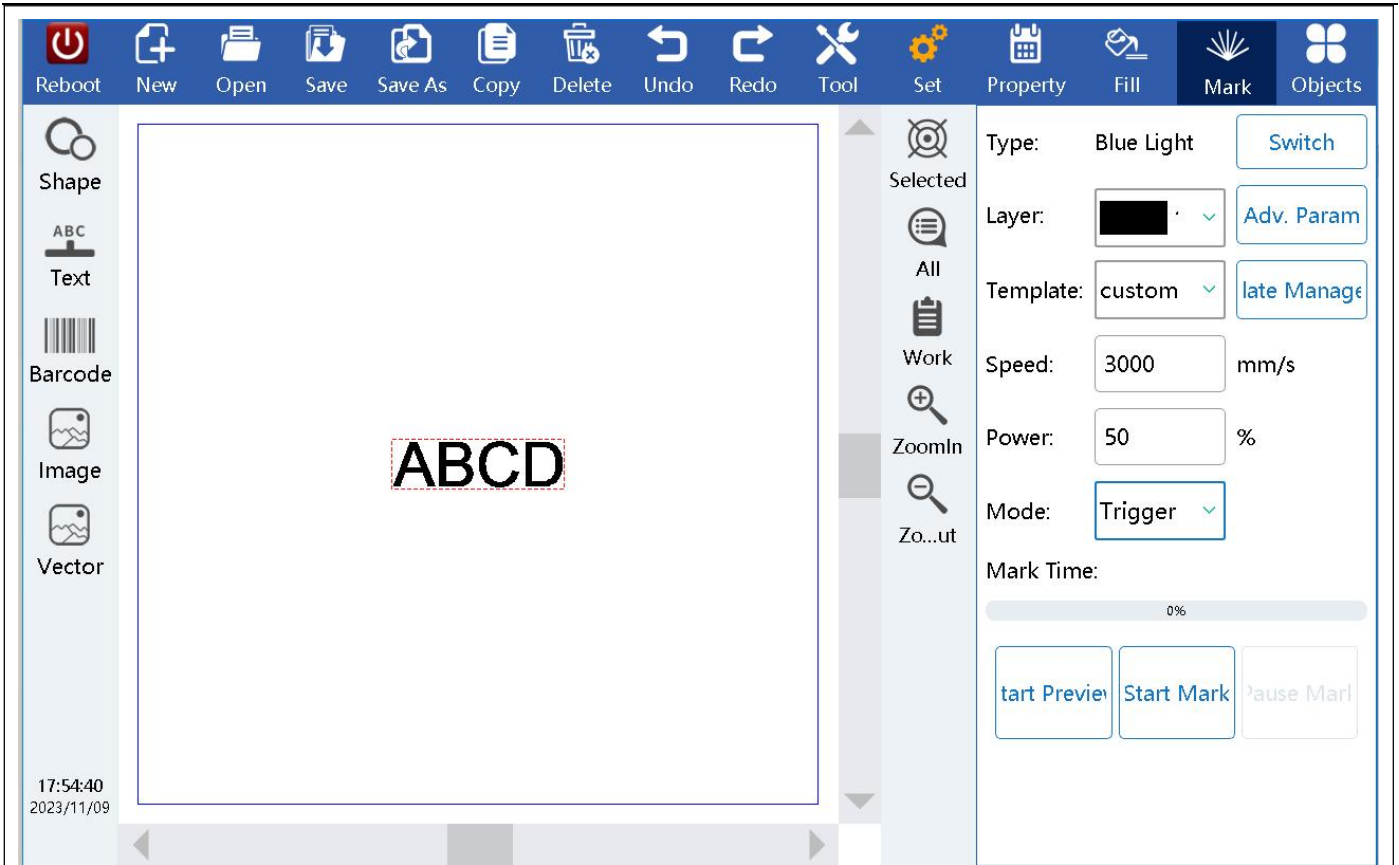 Reboot New Open Save Save As Copy Delete Undo Redo Tool Set Property Fill Mark Objects
Shape
ABC
Text
Barcode
Image
Vector
17:54:40
2023/11/09
ABCD
Selected
All
Work
ZoomIn
Zo...ut
Type: Blue Light Switch
Layer: Adv. Param
Template: custom late Manage
Speed: 3000 mm/s
Power: 50 %
Mode: Trigger
Mark Time:
0%
tart Previe Start Mark ause Mar